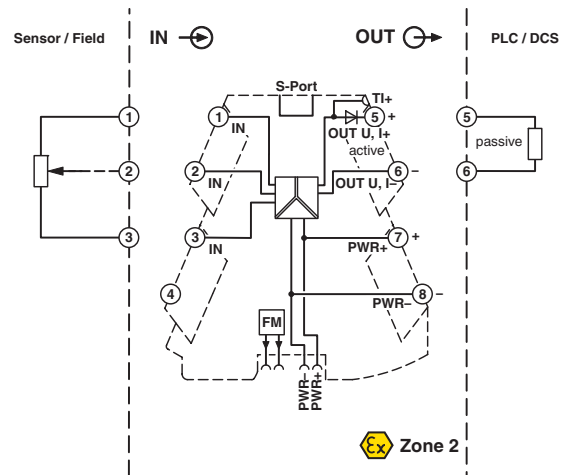 Sensor / Field
IN
OUT
PLC / DCS
S-Port
TI+
1
1
IN
5
+
OUT U, I+
active
5
passive
2
2
IN
6
–
OUT U, I–
6
3
3
IN
7
+
PWR+
4
8
–
PWR–
FM
PWR–
PWR+
Ex Zone 2